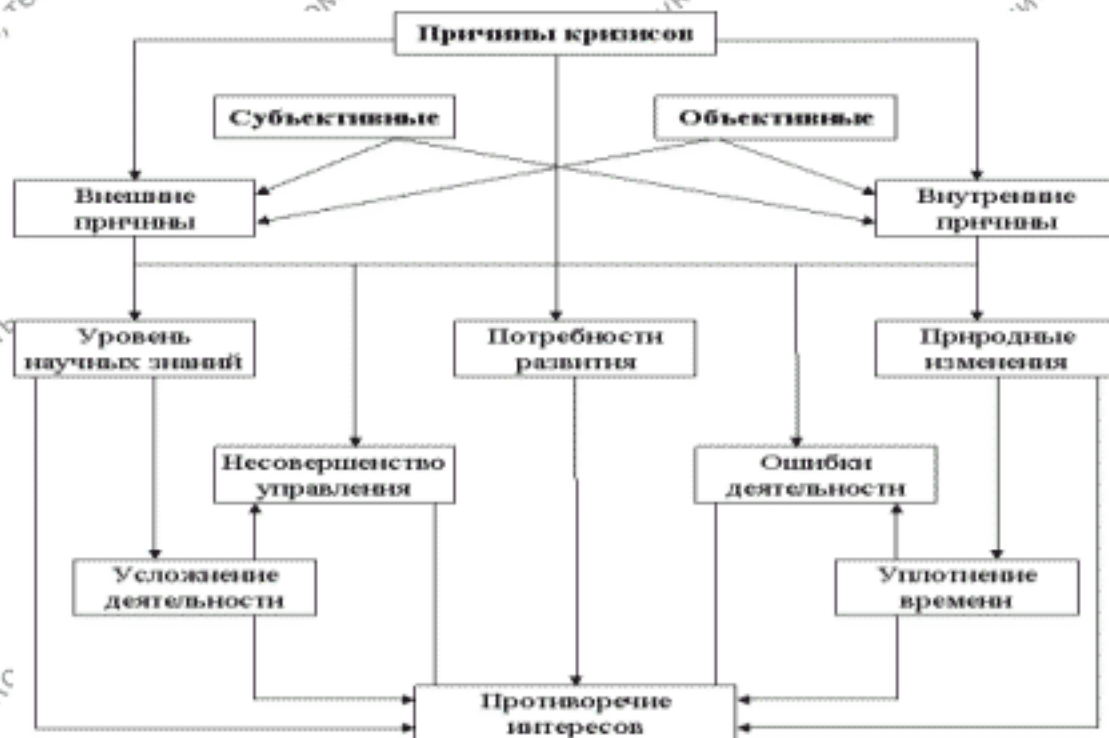 Причины кризисов
Субъективные
Объективные
Внешние
причины
Внутренние
причины
Уровень
научных знаний
Потребности
развития
Природные
изменения
Несовершенство
управления
Ошибки
деятельности
Усложнение
деятельности
Уплотнение
времени
Противоречие
интересов